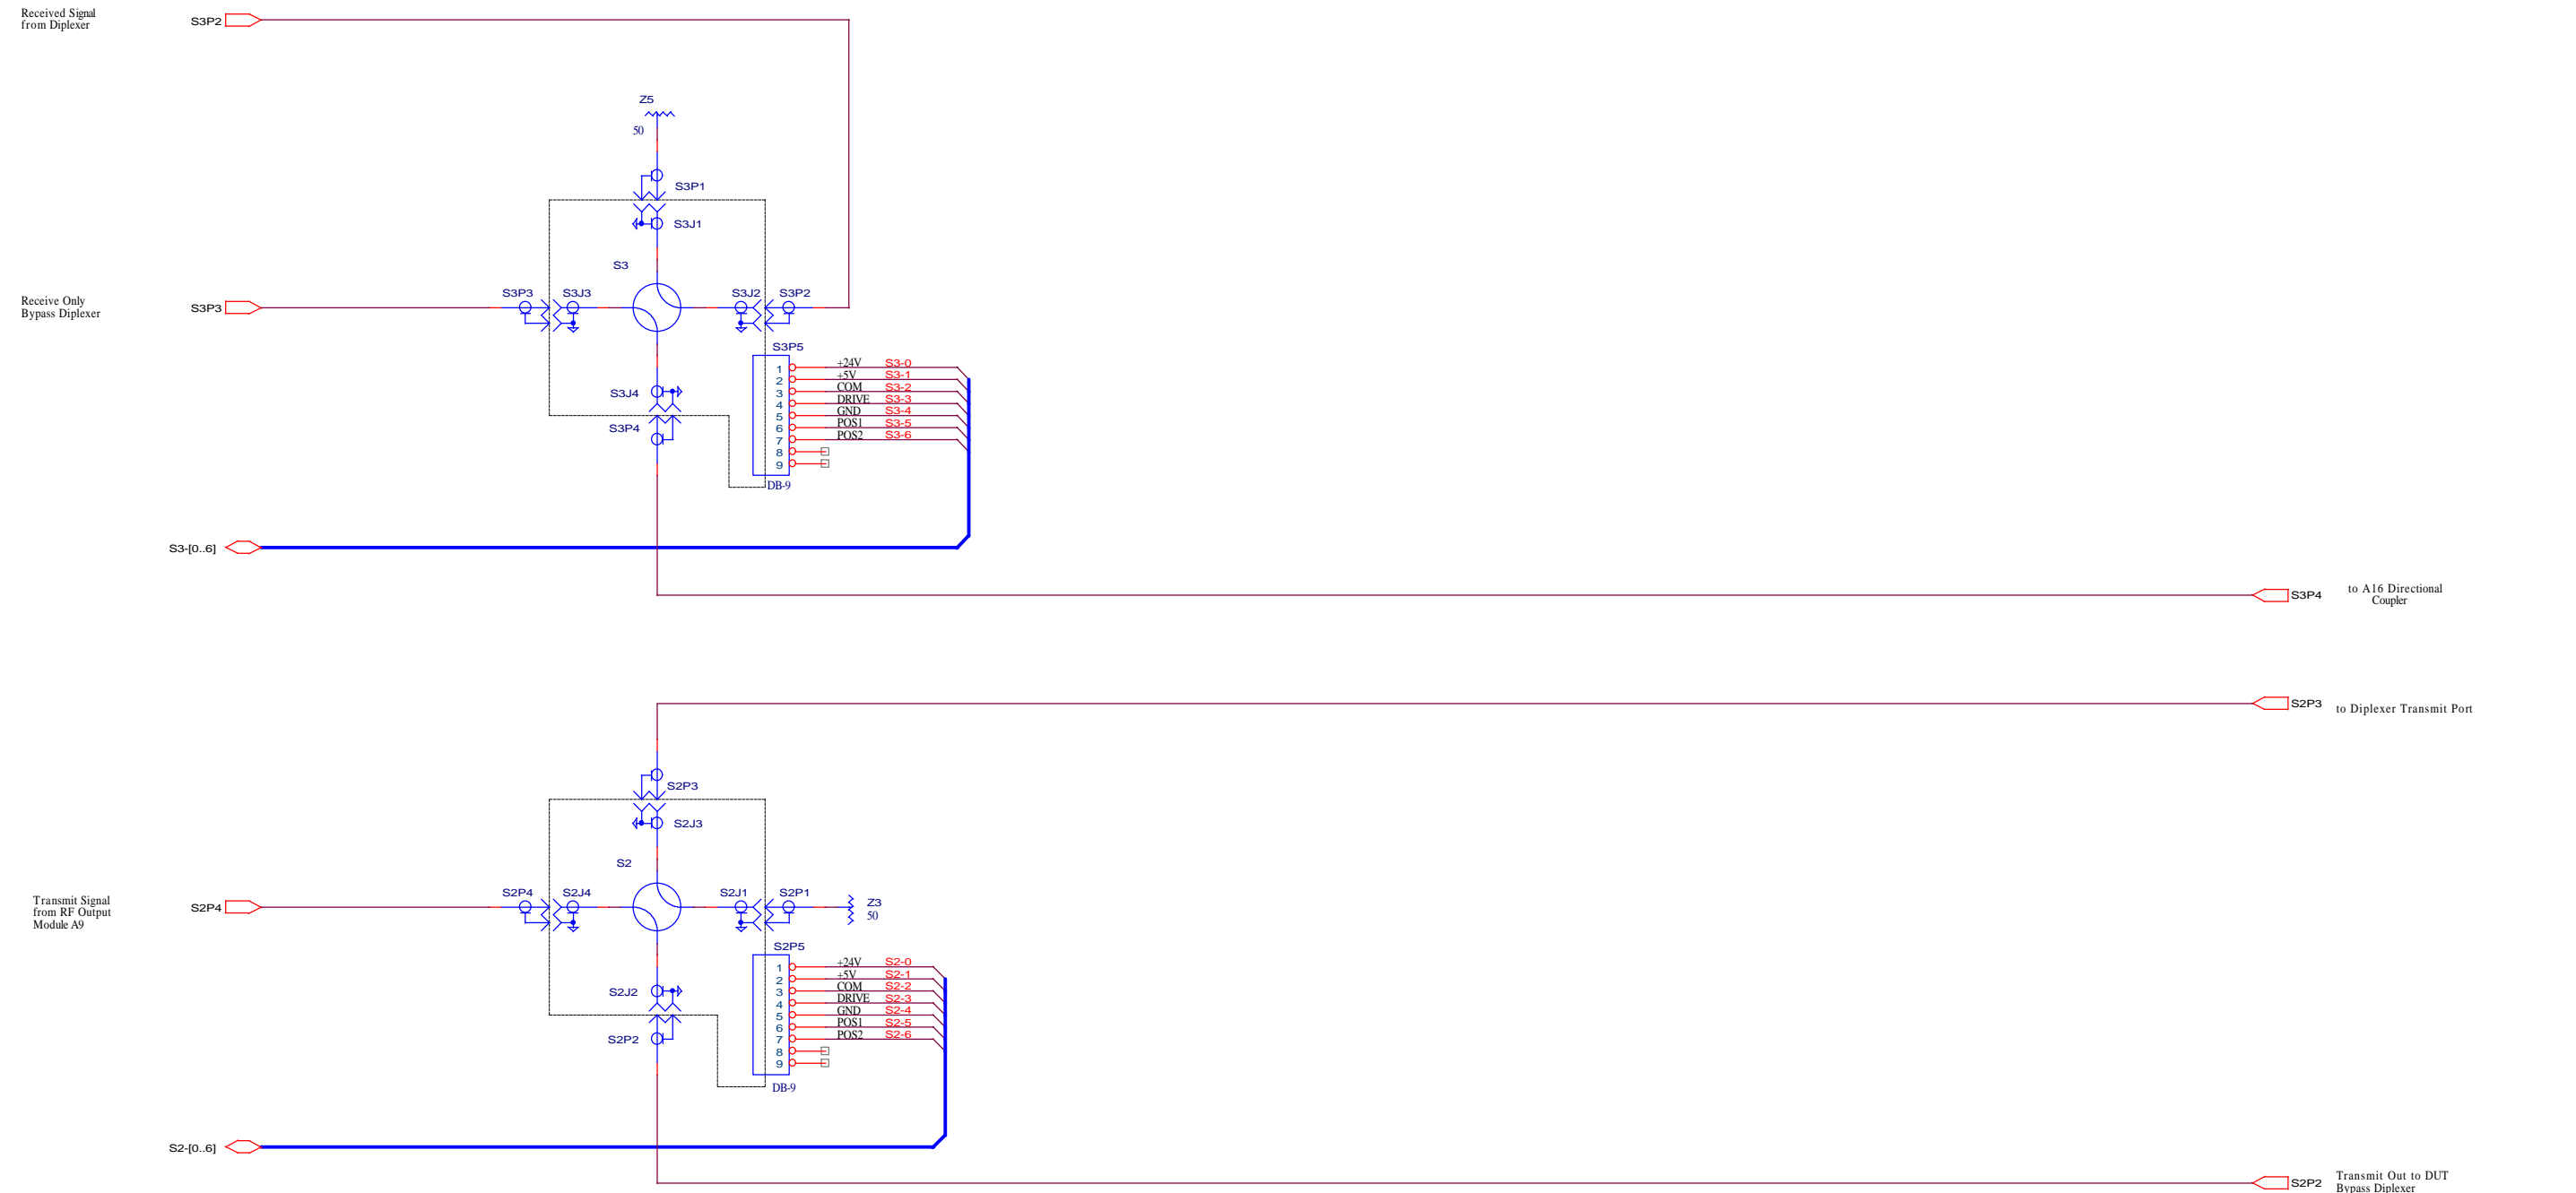 Received Signal
from Diplexer
S3P2
Z5
50
S3P1
S3J1
S3
Receive Only
Bypass Diplexer
S3P3
S3P3
S3J3
S3J2
S3P2
S3P5
1
+24V
S3-0
2
+5V
S3-1
3
COM
S3-2
4
DRIVE
S3-3
5
GND
S3-4
6
POS1
S3-5
7
POS2
S3-6
8
9
DB-9
S3J4
S3P4
S3-[0..6]
S3P4
to A16 Directional
Coupler
S2P3
to Diplexer Transmit Port
S2P3
S2J3
S2
Transmit Signal
from RF Output
Module A9
S2P4
S2P4
S2J4
S2J1
S2P1
Z3
50
S2P5
1
+24V
S2-0
2
+5V
S2-1
3
COM
S2-2
4
DRIVE
S2-3
5
GND
S2-4
6
POS1
S2-5
7
POS2
S2-6
8
9
DB-9
S2J2
S2P2
S2-[0..6]
S2P2
Transmit Out to DUT
Bypass Diplexer